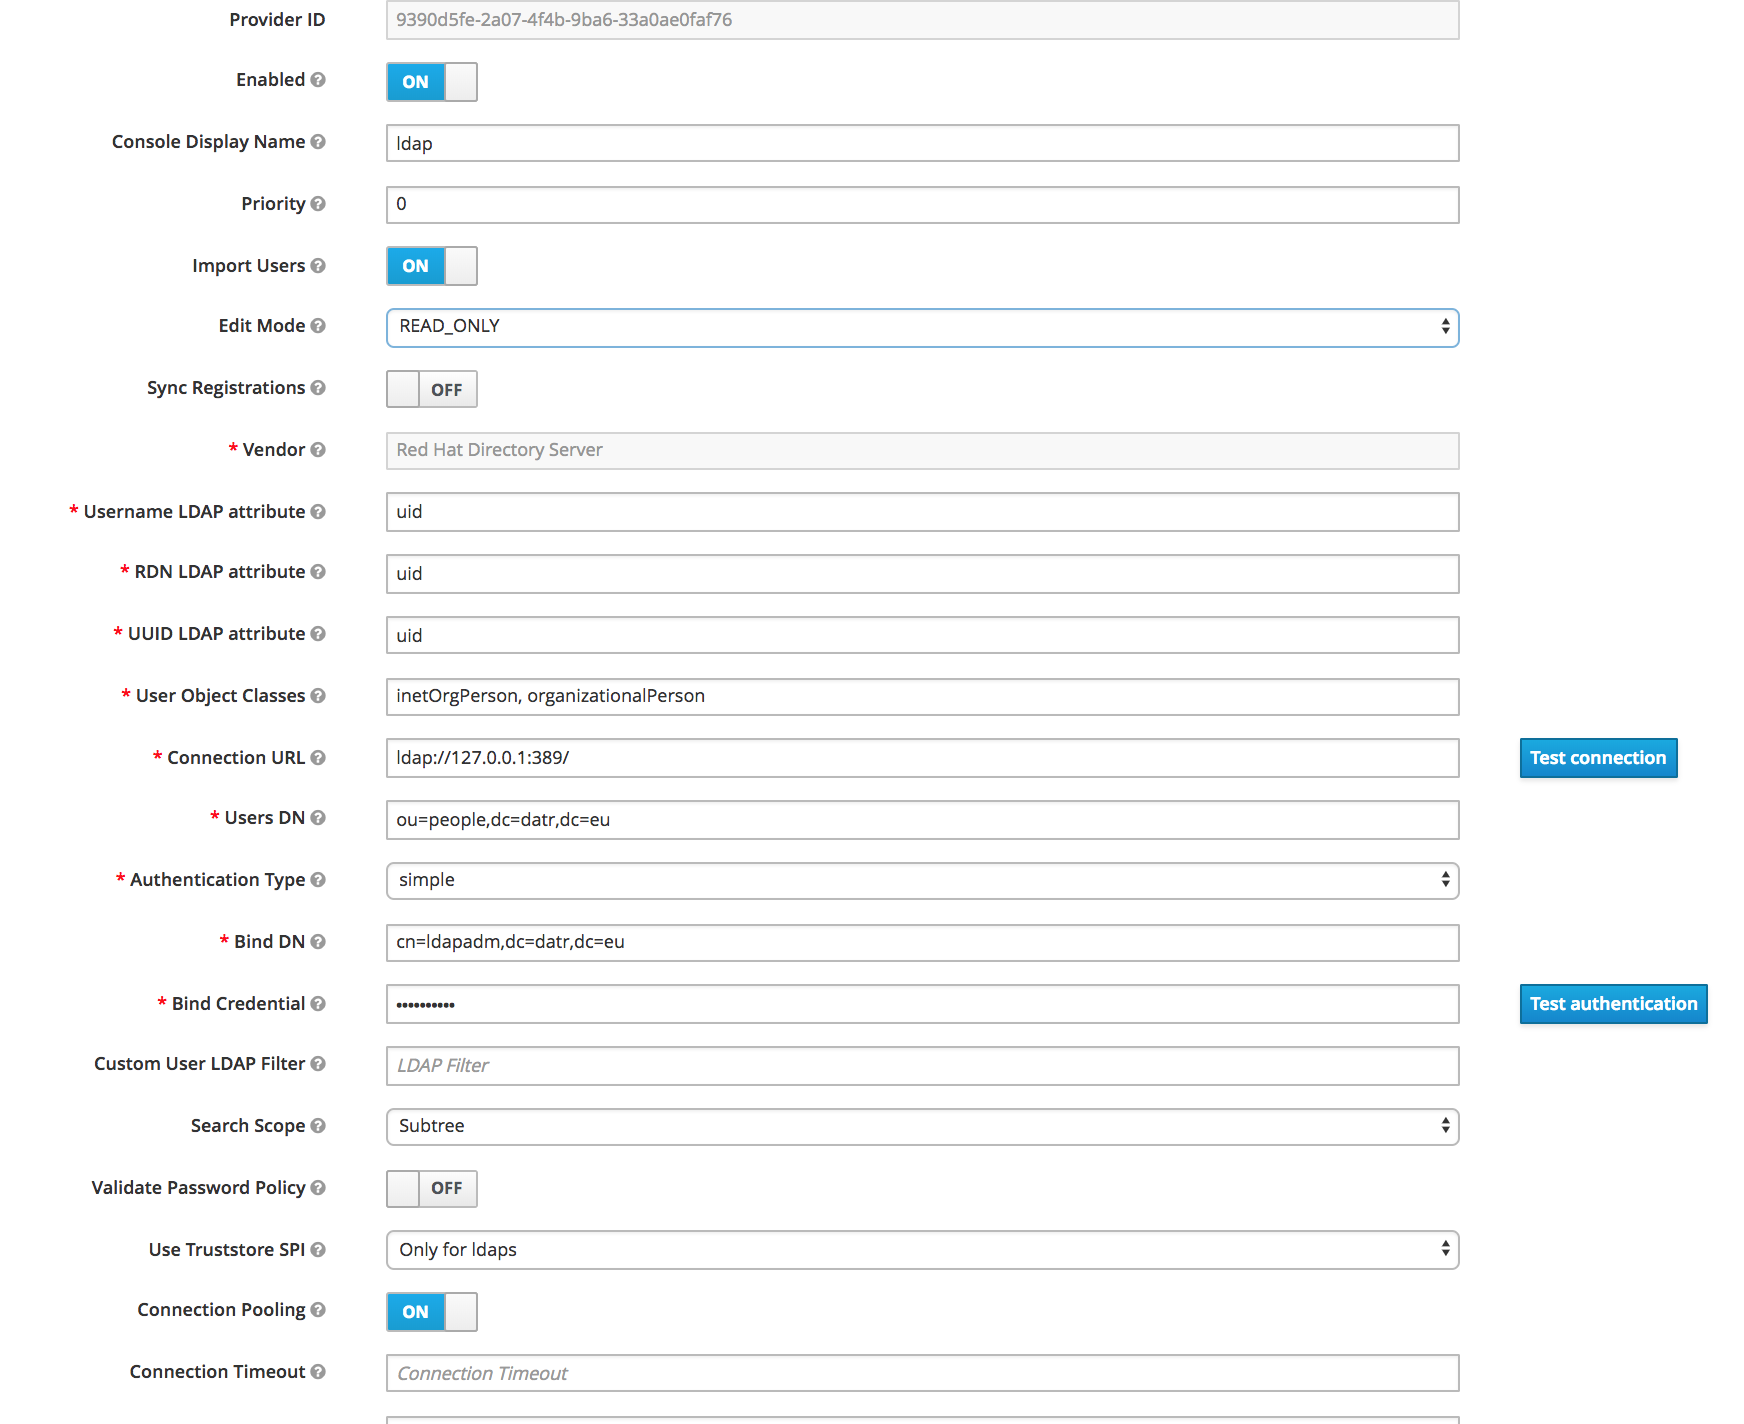 Provider ID 9390d5fe-2a07-4f4b-9ba6-33a0ae0faf76
Enabled ON
Console Display Name ldap
Priority 0
Import Users ON
Edit Mode READ_ONLY
Sync Registrations OFF
* Vendor Red Hat Directory Server
* Username LDAP attribute uid
* RDN LDAP attribute uid
* UUID LDAP attribute uid
* User Object Classes inetOrgPerson, organizationalPerson
* Connection URL ldap://127.0.0.1:389/ Test connection
* Users DN ou=people,dc=datr,dc=eu
* Authentication Type simple
* Bind DN cn=ldapadm,dc=datr,dc=eu
* Bind Credential •••••••••• Test authentication
Custom User LDAP Filter LDAP Filter
Search Scope Subtree
Validate Password Policy OFF
Use Truststore SPI Only for ldaps
Connection Pooling ON
Connection Timeout Connection Timeout